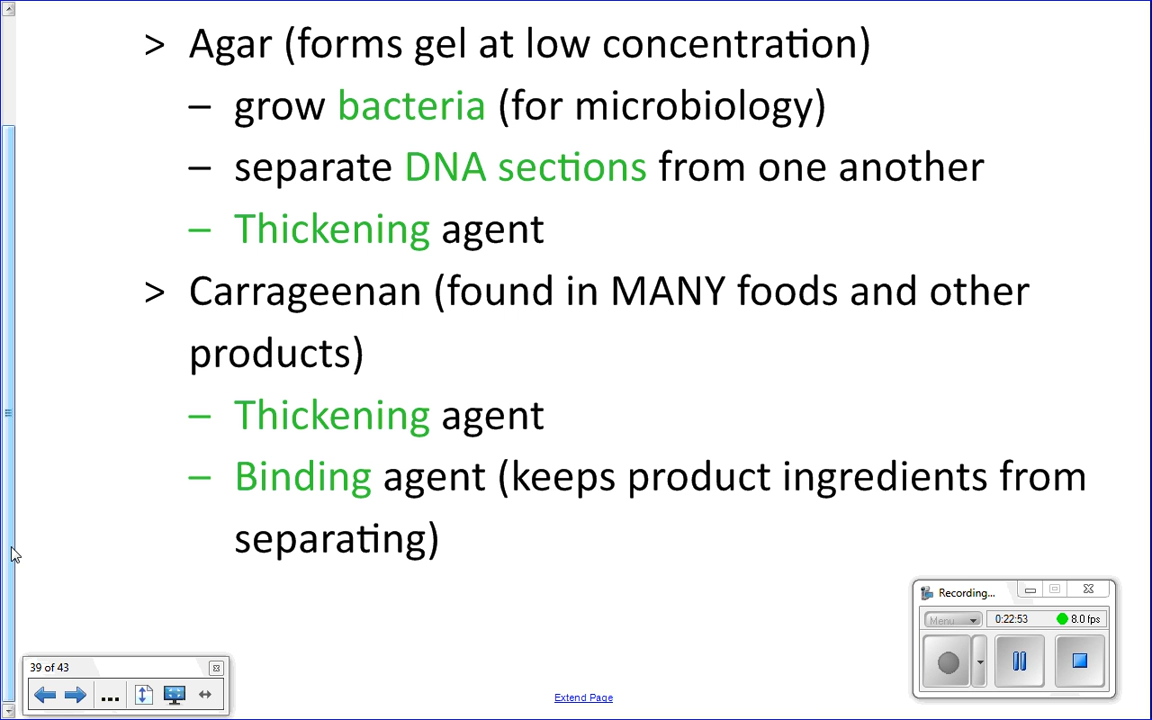 > Agar (forms gel at low concentration)
– grow bacteria (for microbiology)
– separate DNA sections from one another
– Thickening agent
> Carrageenan (found in MANY foods and other
products)
– Thickening agent
– Binding agent (keeps product ingredients from
separating)
Recording...
Menu
0:22:53
8.0 fps
39 of 43
...
Extend Page